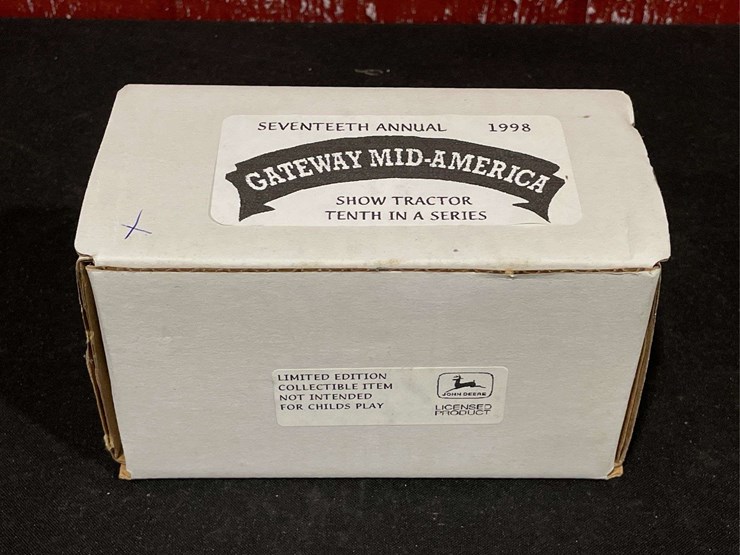 SEVENTEETH ANNUAL 1998
GATEWAY MID-AMERICA
SHOW TRACTOR
TENTH IN A SERIES
X
LIMITED EDITION
COLLECTIBLE ITEM
NOT INTENDED
FOR CHILDS PLAY
JOHN DEERE
LICENSED
PRODUCT